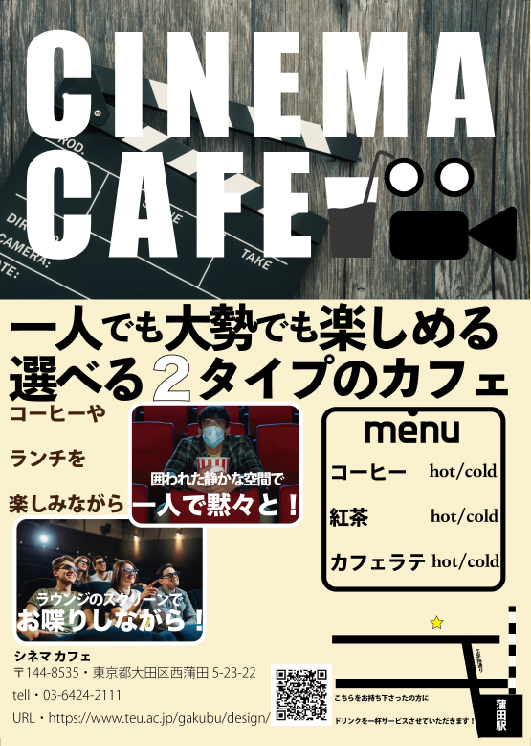 CINEMA
CAFE
PROD.
SCENE
TAKE
DIRE
CAMERA:
DATE:
一人でも大勢でも楽しめる
選べる2タイプのカフェ
コーヒーや
ランチを
楽しみながら
囲われた静かな空間で
一人で黙々と！
ラウンジのスクリーンで
お喋りしながら！
menu
コーヒー hot/cold
紅茶 hot/cold
カフェラテ hot/cold
シネマカフェ
〒144-8535・東京都大田区西蒲田5-23-22
tell・03-6424-2111
URL・https://www.teu.ac.jp/gakubu/design/
こちらをお持ち下さったの方に
ドリンクを一杯サービスさせていただきます！
蒲田駅